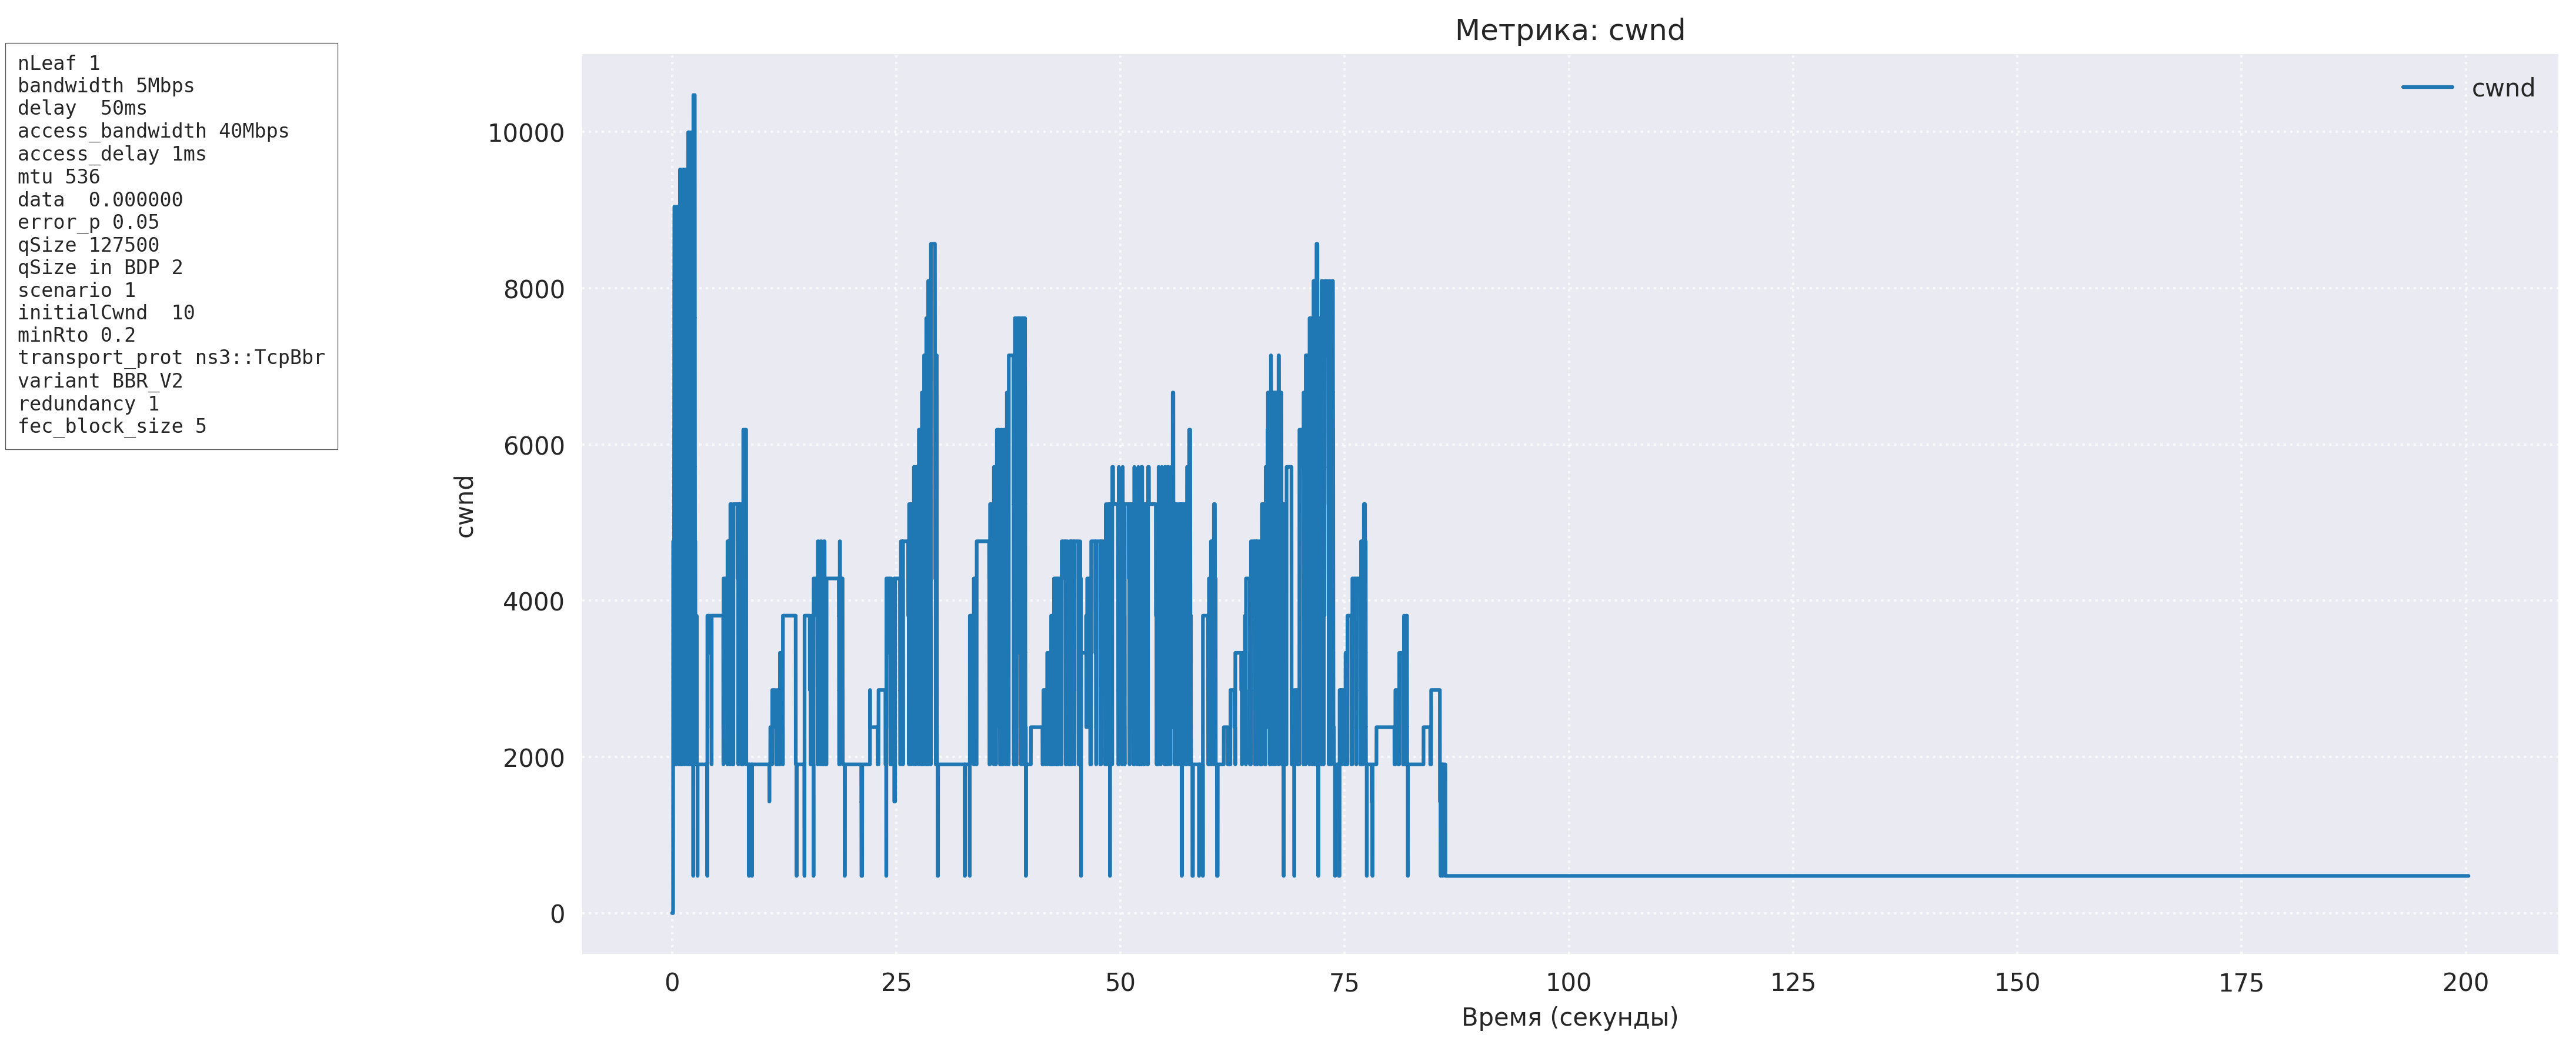 Метрика: cwnd
nLeaf 1
bandwidth 5Mbps
delay  50ms
access_bandwidth 40Mbps
access_delay 1ms
mtu 536
data  0.000000
error_p 0.05
qSize 127500
qSize in BDP 2
scenario 1
initialCwnd  10
minRto 0.2
transport_prot ns3::TcpBbr
variant BBR_V2
redundancy 1
fec_block_size 5
cwnd
10000
8000
6000
4000
2000
0
cwnd
0 25 50 75 100 125 150 175 200
Время (секунды)